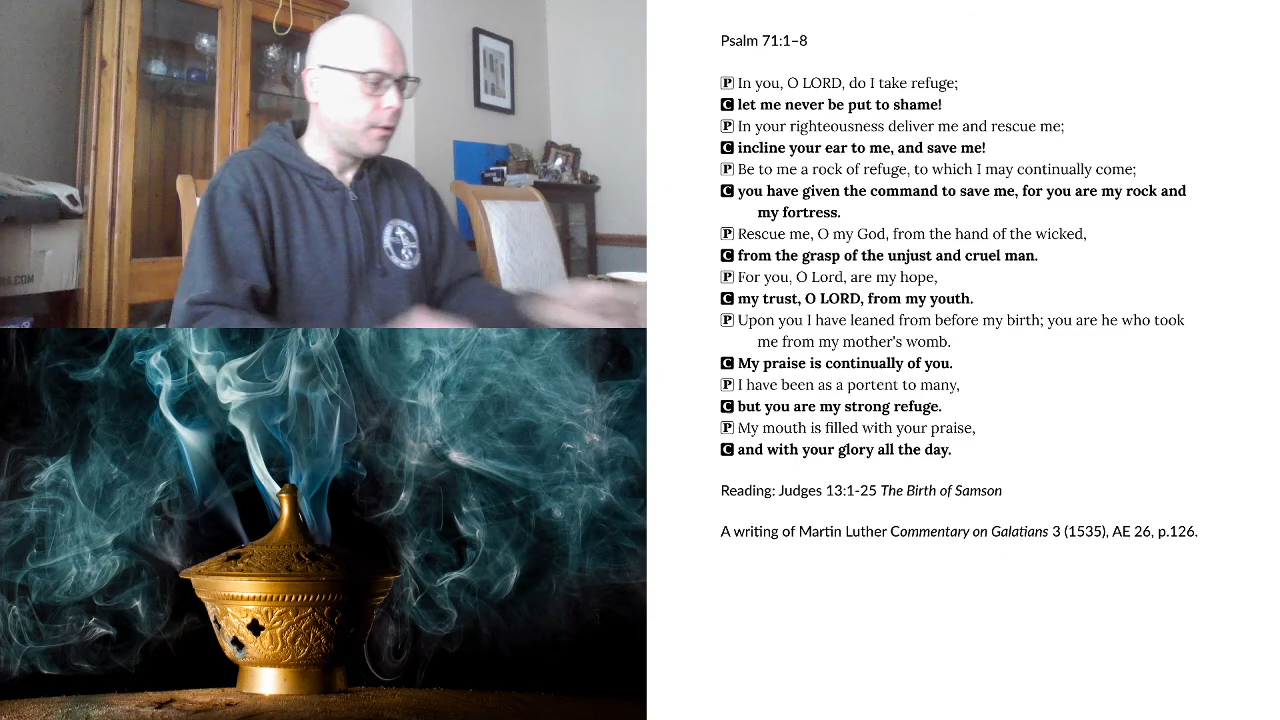 Psalm 71:1–8
P In you, O LORD, do I take refuge;
C let me never be put to shame!
P In your righteousness deliver me and rescue me;
C incline your ear to me, and save me!
P Be to me a rock of refuge, to which I may continually come;
C you have given the command to save me, for you are my rock and
my fortress.
P Rescue me, O my God, from the hand of the wicked,
C from the grasp of the unjust and cruel man.
P For you, O Lord, are my hope,
C my trust, O LORD, from my youth.
P Upon you I have leaned from before my birth; you are he who took
me from my mother's womb.
C My praise is continually of you.
P I have been as a portent to many,
C but you are my strong refuge.
P My mouth is filled with your praise,
C and with your glory all the day.
Reading: Judges 13:1-25 The Birth of Samson
A writing of Martin Luther Commentary on Galatians 3 (1535), AE 26, p.126.